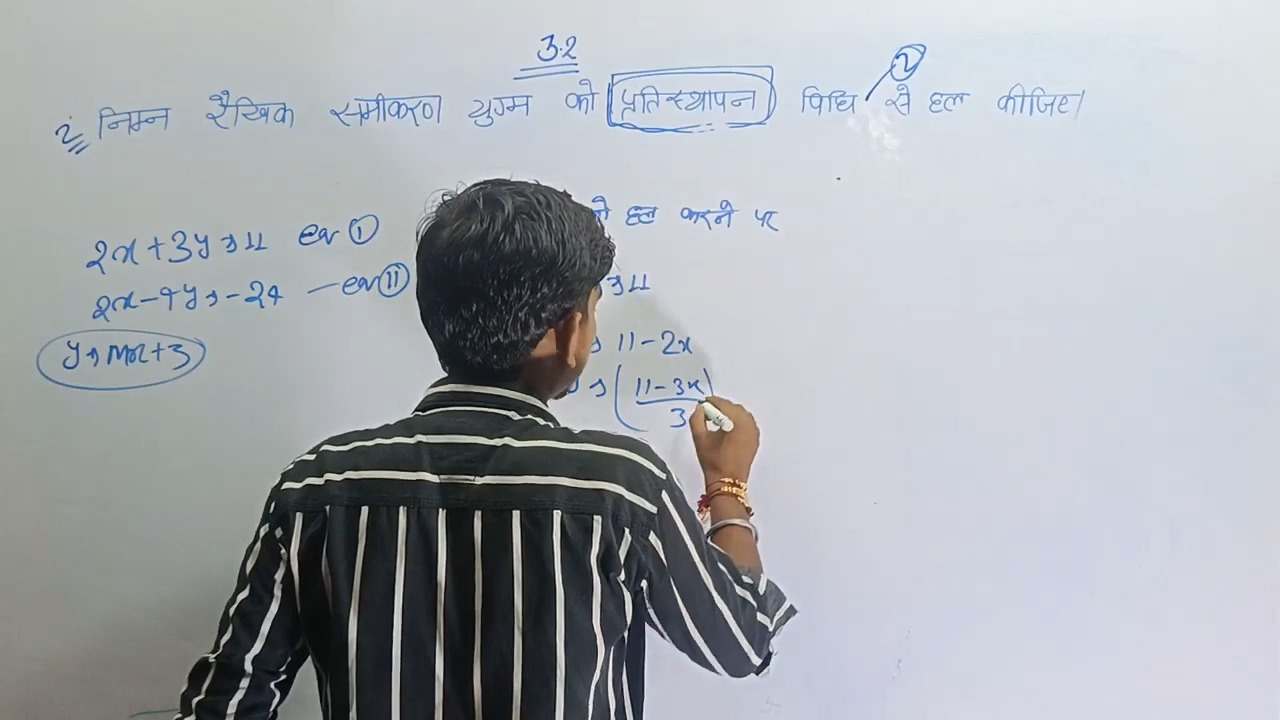 3.2
2: निम्न रैखिक समीकरण युग्म को प्रतिस्थापन विधि से हल कीजिए।
2
2x + 3y = 11 eq ①
2x - 4y = -24 — eq ⑪
y = mx + 3
हल करने पर
= 11
= 11 - 2x
= (11 - 3x
3